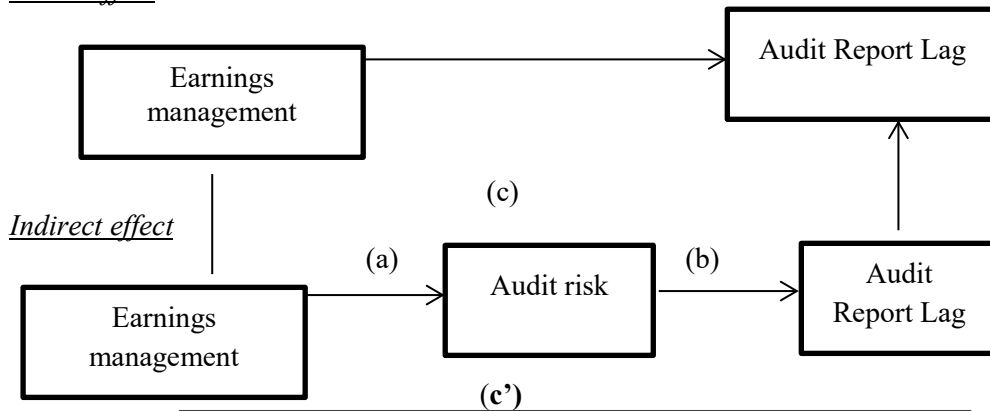 Audit Report Lag
Earnings
management
(c)
Indirect effect
(a)
(b)
Audit risk
Audit
Report Lag
Earnings
management
(c’)